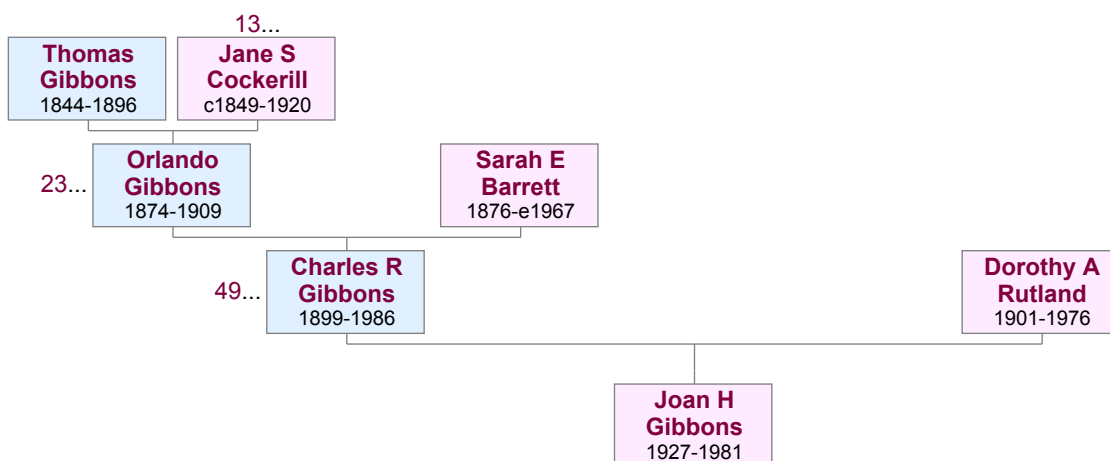 13...
Thomas
Gibbons
1844-1896
Jane S
Cockerill
c1849-1920
23...
Orlando
Gibbons
1874-1909
Sarah E
Barrett
1876-e1967
49...
Charles R
Gibbons
1899-1986
Dorothy A
Rutland
1901-1976
Joan H
Gibbons
1927-1981